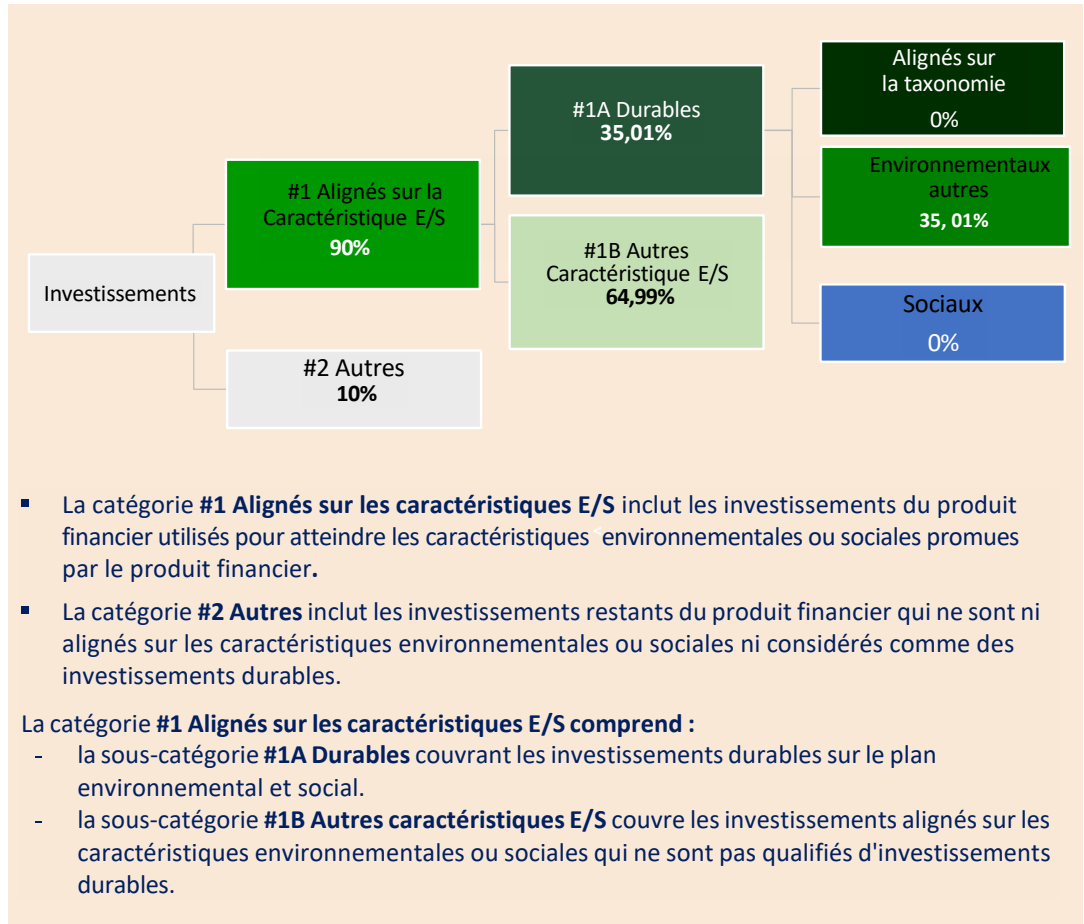 Investissements
#1 Alignés sur la
Caractéristique E/S
90%
#2 Autres
10%
#1A Durables
35,01%
#1B Autres
Caractéristique E/S
64,99%
Alignés sur
la taxonomie
0%
Environnementaux
autres
35, 01%
Sociaux
0%
▪ La catégorie #1 Alignés sur les caractéristiques E/S inclut les investissements du produit
financier utilisés pour atteindre les caractéristiques environnementales ou sociales promues
par le produit financier.
▪ La catégorie #2 Autres inclut les investissements restants du produit financier qui ne sont ni
alignés sur les caractéristiques environnementales ou sociales ni considérés comme des
investissements durables.
La catégorie #1 Alignés sur les caractéristiques E/S comprend :
- la sous-catégorie #1A Durables couvrant les investissements durables sur le plan
environnemental et social.
- la sous-catégorie #1B Autres caractéristiques E/S couvre les investissements alignés sur les
caractéristiques environnementales ou sociales qui ne sont pas qualifiés d'investissements
durables.